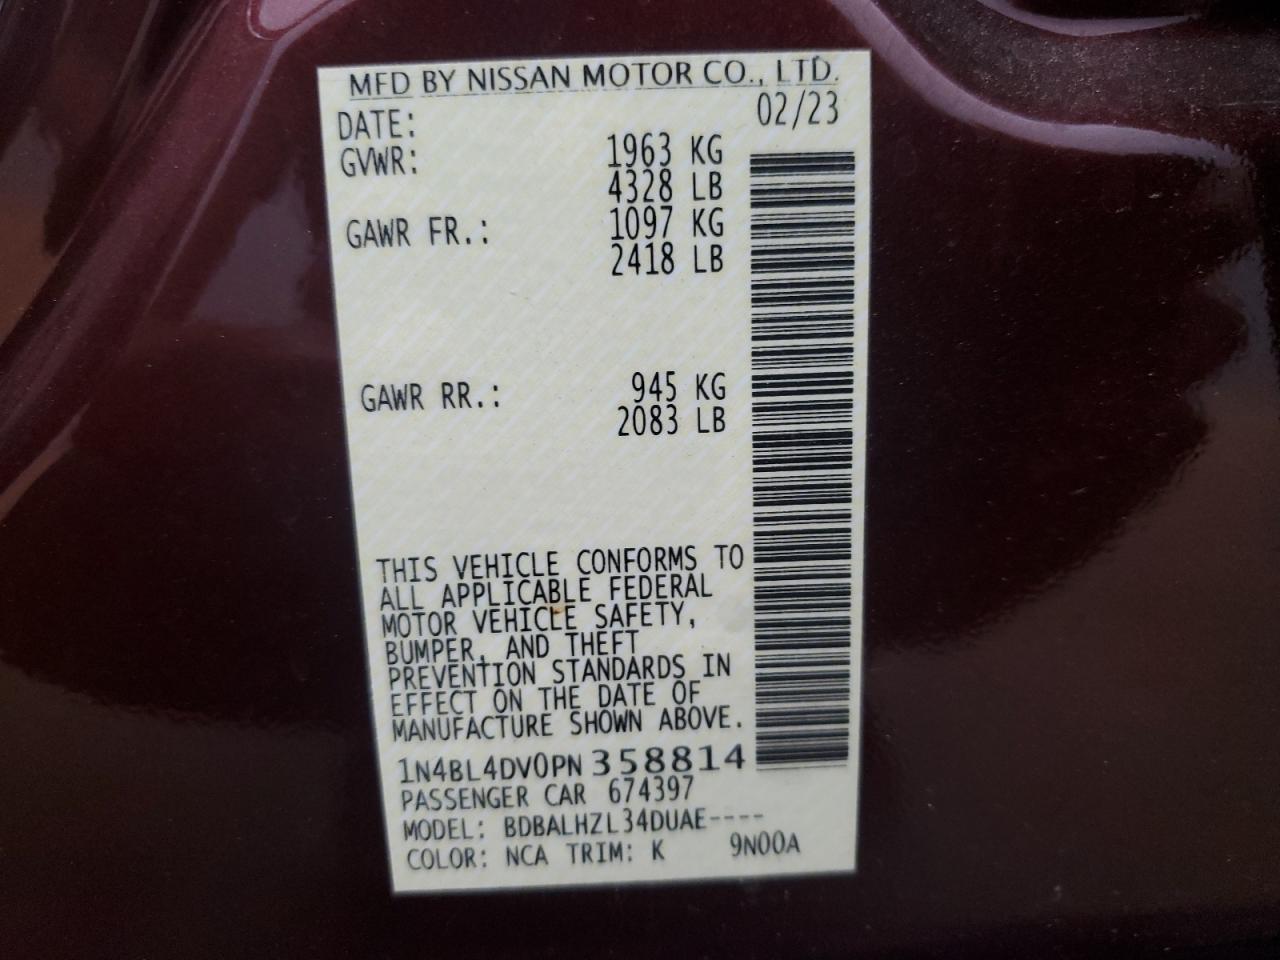 MFD BY NISSAN MOTOR CO., LTD.
DATE: 02/23
GVWR: 1963 KG
4328 LB
GAWR FR.: 1097 KG
2418 LB
GAWR RR.: 945 KG
2083 LB
THIS VEHICLE CONFORMS TO
ALL APPLICABLE FEDERAL
MOTOR VEHICLE SAFETY,
BUMPER, AND THEFT
PREVENTION STANDARDS IN
EFFECT ON THE DATE OF
MANUFACTURE SHOWN ABOVE.
1N4BL4DV0PN358814
PASSENGER CAR 674397
MODEL: BDBALHZL34DUAE----
COLOR: NCA TRIM: K 9N00A